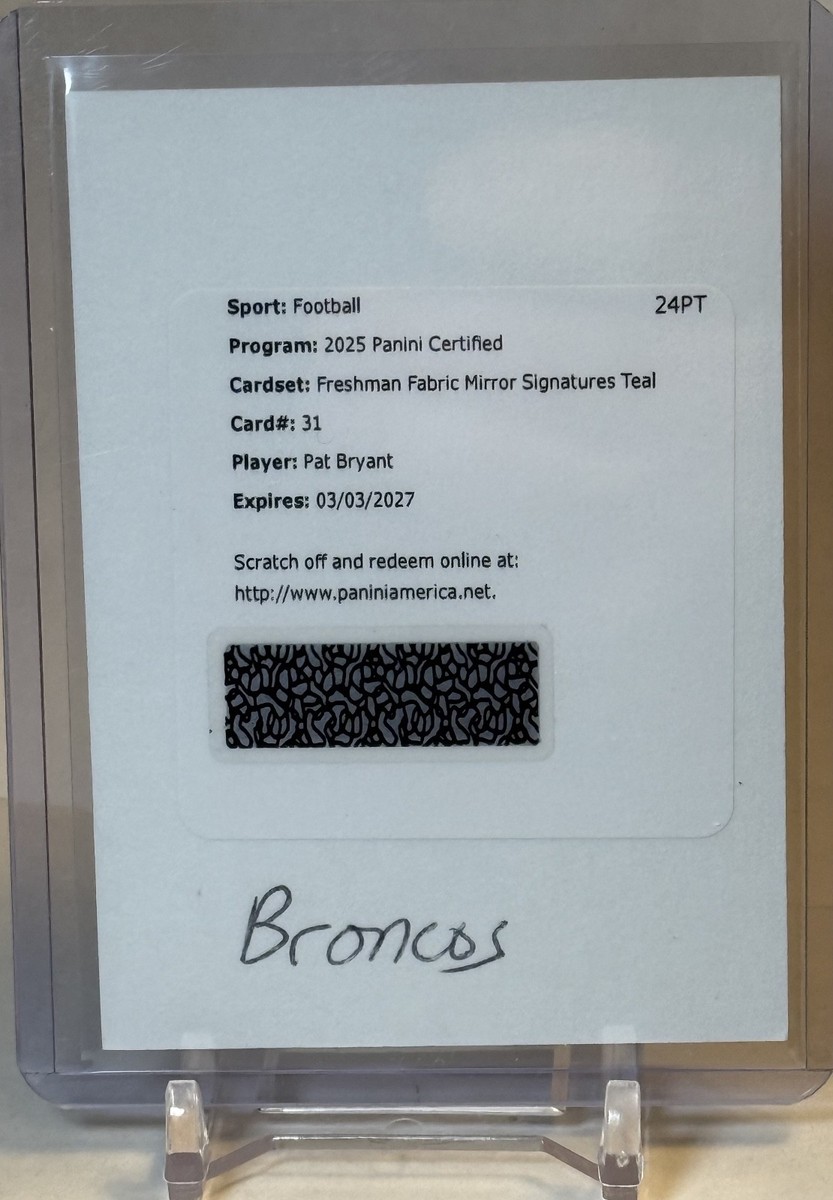 Sport: Football 24PT
Program: 2025 Panini Certified
Cardset: Freshman Fabric Mirror Signatures Teal
Card#: 31
Player: Pat Bryant
Expires: 03/03/2027
Scratch off and redeem online at:
http://www.paniniamerica.net.
Broncos